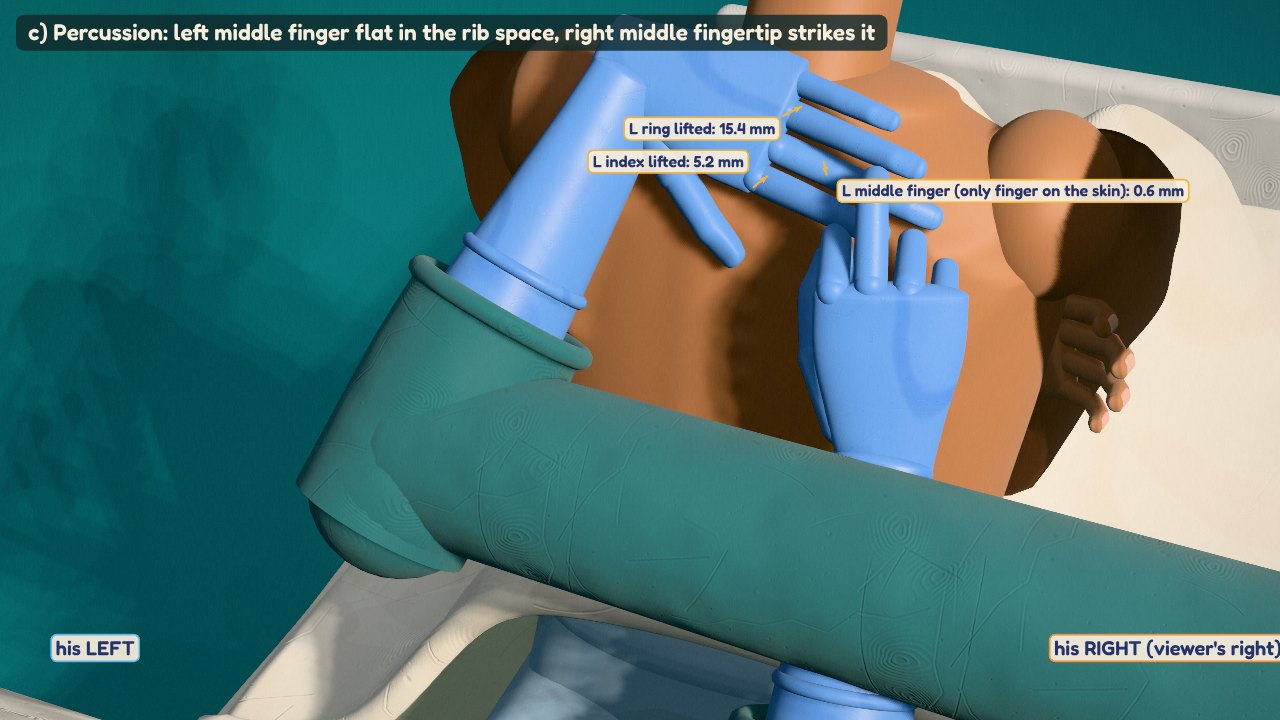 c) Percussion: left middle finger flat in the rib space, right middle fingertip strikes it
L ring lifted: 15.4 mm
L index lifted: 5.2 mm
L middle finger (only finger on the skin): 0.6 mm
his LEFT
his RIGHT (viewer's right)